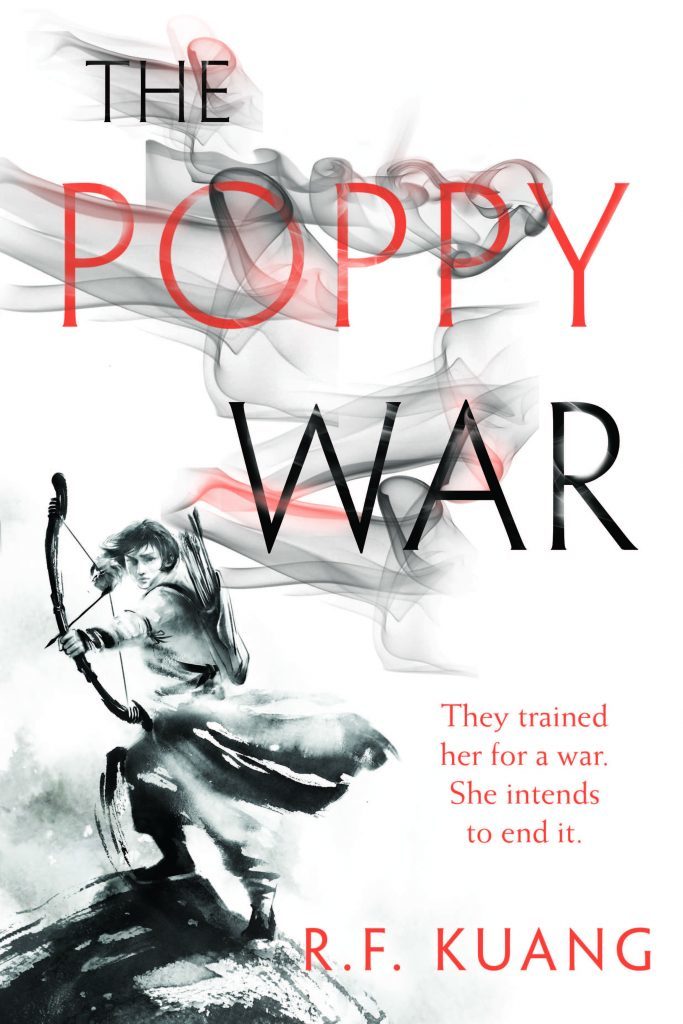 THE
POPPY
WAR
They trained
her for a war.
She intends
to end it.
R.F. KUANG